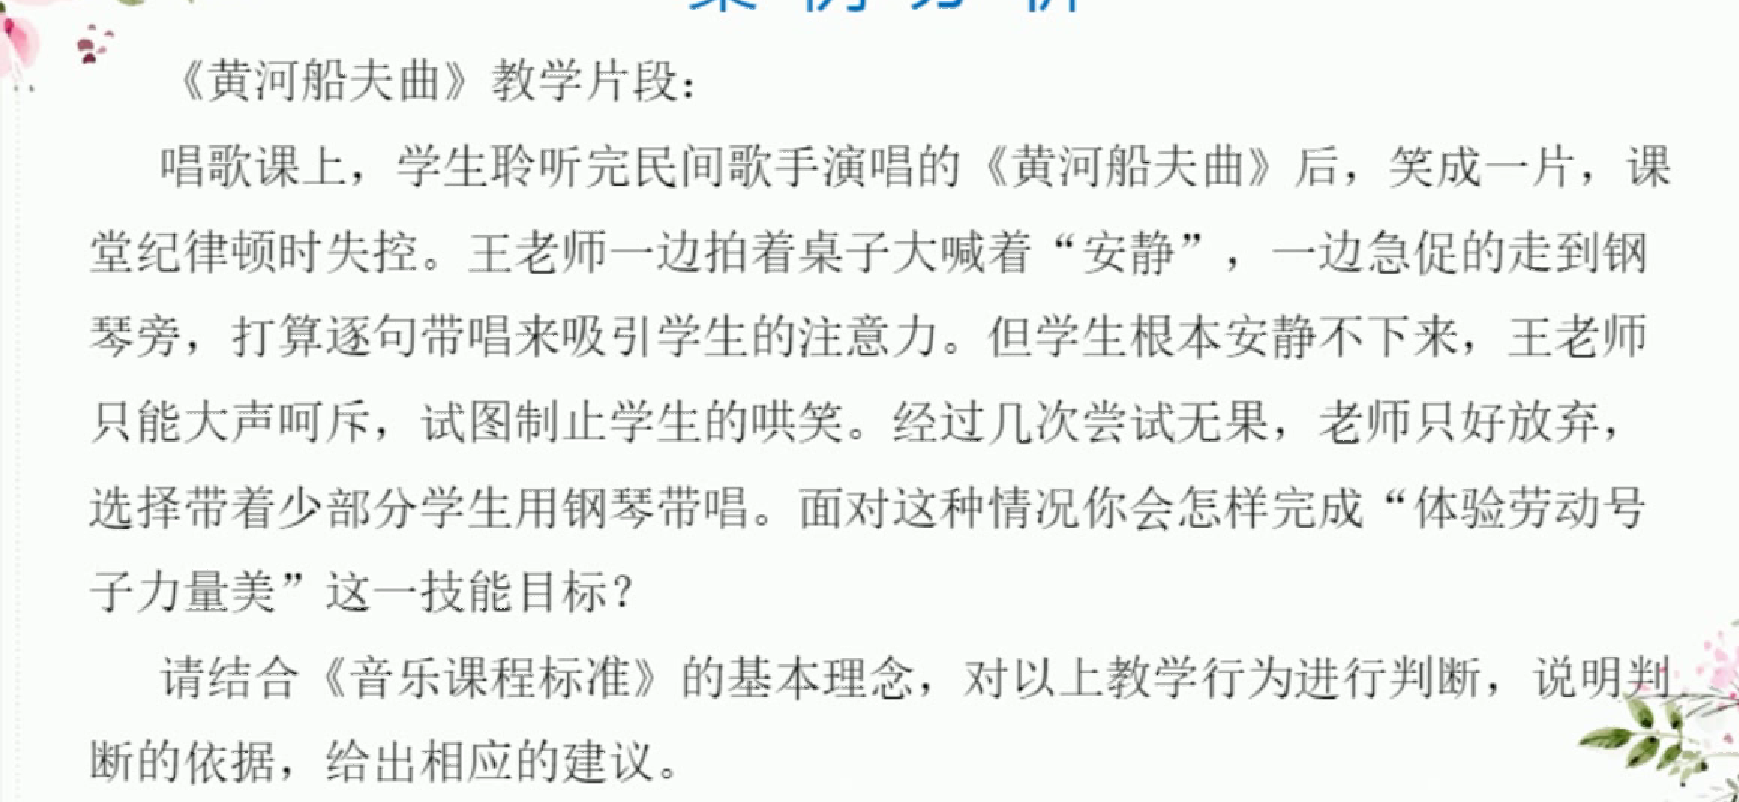 案例分析
《黄河船夫曲》教学片段：
唱歌课上，学生聆听完民间歌手演唱的《黄河船夫曲》后，笑成一片，课
堂纪律顿时失控。王老师一边拍着桌子大喊着“安静”，一边急促的走到钢
琴旁，打算逐句带唱来吸引学生的注意力。但学生根本安静不下来，王老师
只能大声呵斥，试图制止学生的哄笑。经过几次尝试无果，老师只好放弃，
选择带着少部分学生用钢琴带唱。面对这种情况你会怎样完成“体验劳动号
子力量美”这一技能目标？
请结合《音乐课程标准》的基本理念，对以上教学行为进行判断，说明判
断的依据，给出相应的建议。